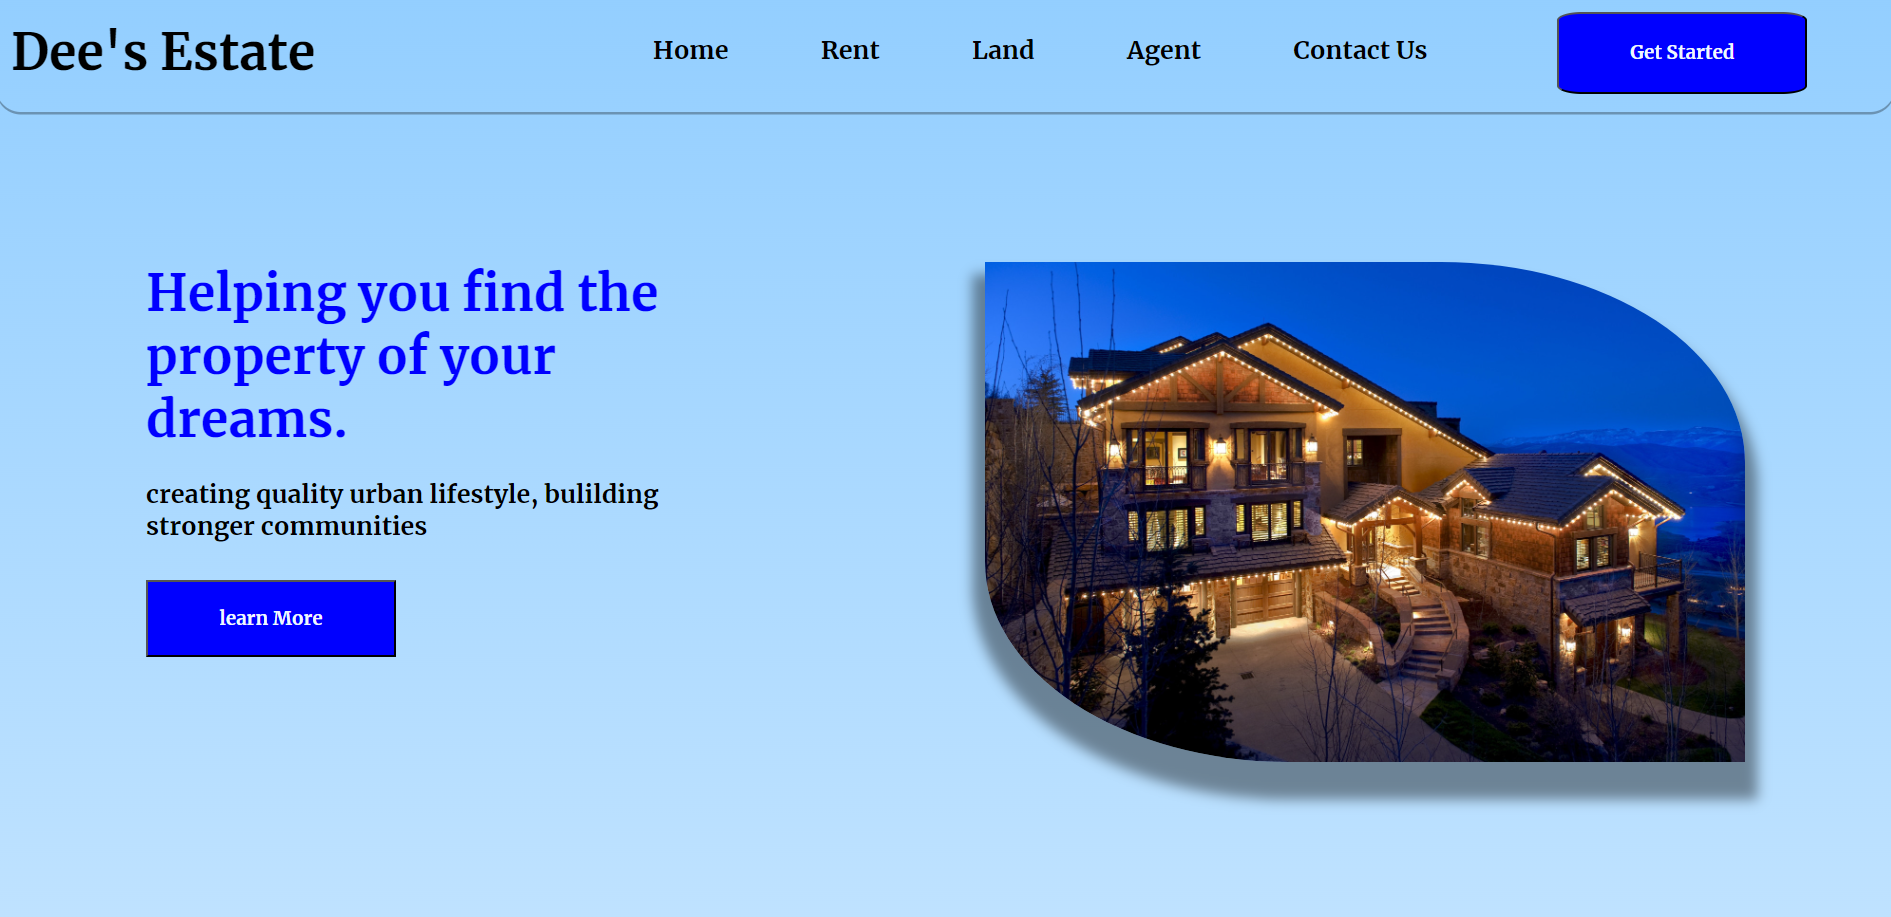 Dee's Estate
Home Rent Land Agent Contact Us
Get Started
Helping you find the
property of your
dreams.
creating quality urban lifestyle, bulilding
stronger communities
learn More